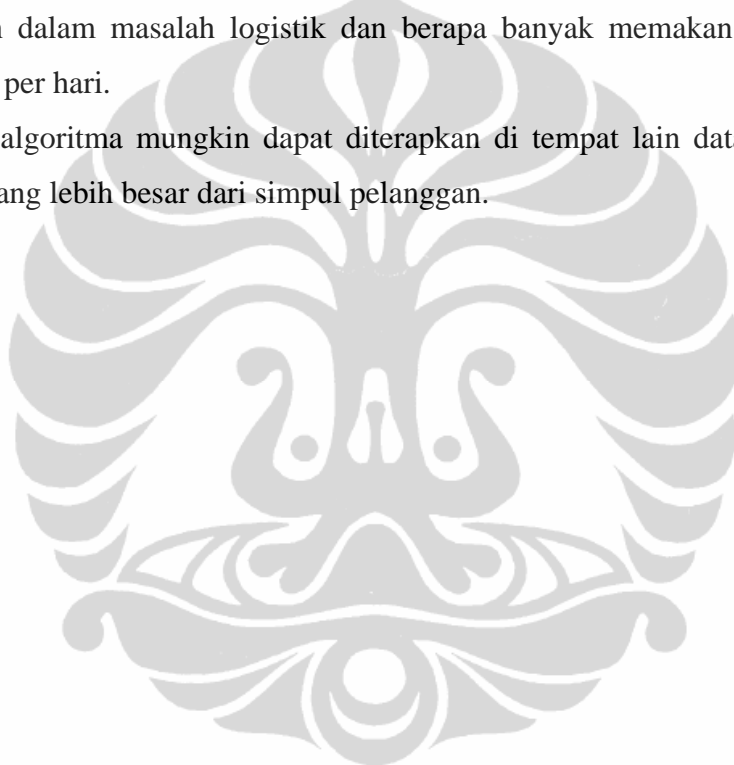 dalam masalah logistik dan berapa banyak memakan
per hari.
algoritma mungkin dapat diterapkan di tempat lain data
ang lebih besar dari simpul pelanggan.